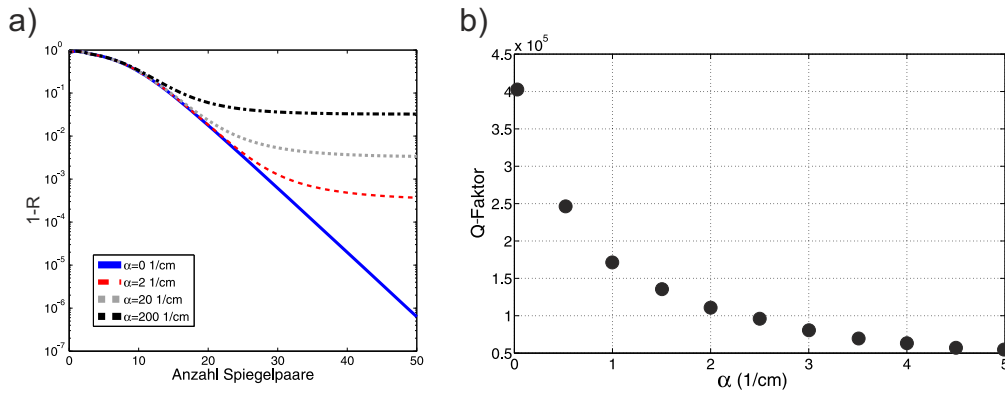 a)
10^0
10^-1
10^-2
10^-3
10^-4
10^-5
10^-6
10^-7
1-R
α=0 1/cm
α=2 1/cm
α=20 1/cm
α=200 1/cm
0 10 20 30 40 50
Anzahl Spiegelpaare
b)
x 10^5
4.5
4
3.5
3
2.5
2
1.5
1
0.5
Q-Faktor
0 1 2 3 4 5
α (1/cm)